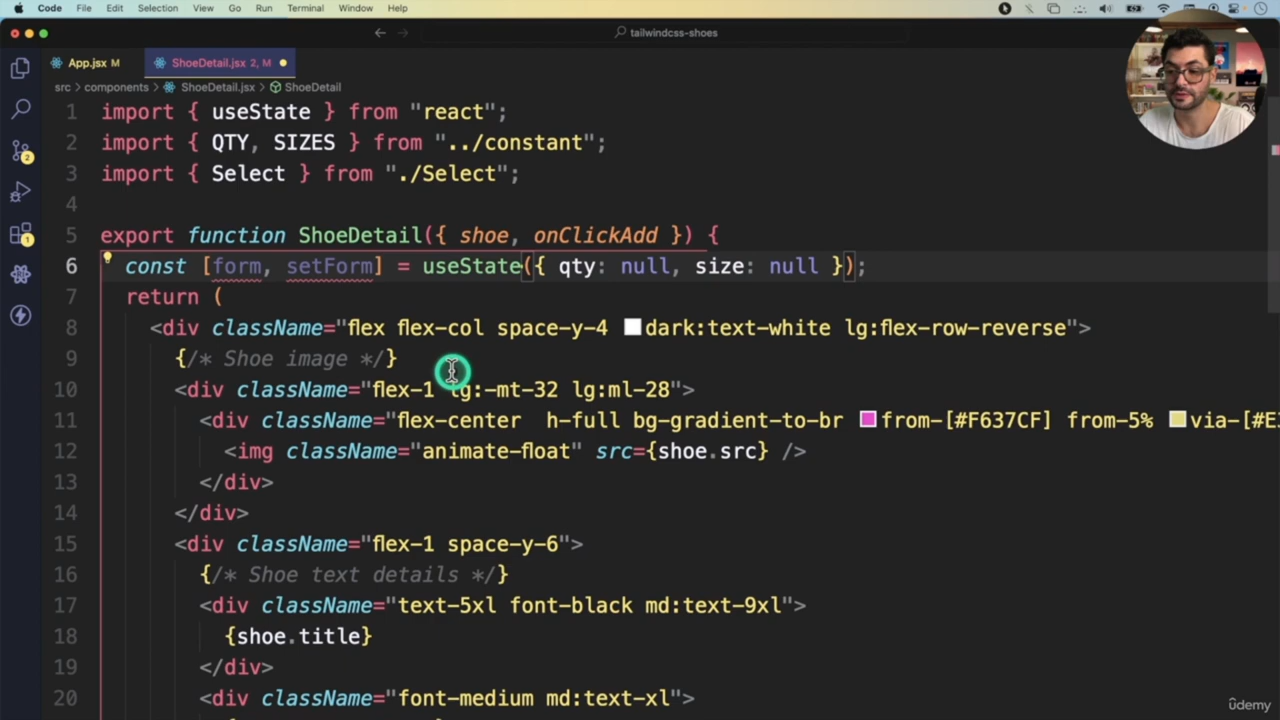 Code File Edit Selection View Go Run Terminal Window Help
tailwindcss-shoes
App.jsx M ShoeDetail.jsx 2, M
src > components > ShoeDetail.jsx > ShoeDetail
1 import { useState } from "react";
2 import { QTY, SIZES } from "../constant";
3 import { Select } from "./Select";
4
5 export function ShoeDetail({ shoe, onClickAdd }) {
6 const [form, setForm] = useState({ qty: null, size: null });
7 return (
8 <div className="flex flex-col space-y-4 dark:text-white lg:flex-row-reverse">
9 {/* Shoe image */}
10 <div className="flex-1 lg:-mt-32 lg:ml-28">
11 <div className="flex-center h-full bg-gradient-to-br from-[#F637CF] from-5% via-[#E
12 <img className="animate-float" src={shoe.src} />
13 </div>
14 </div>
15 <div className="flex-1 space-y-6">
16 {/* Shoe text details */}
17 <div className="text-5xl font-black md:text-9xl">
18 {shoe.title}
19 </div>
20 <div className="font-medium md:text-xl">
2
1
ûdemy